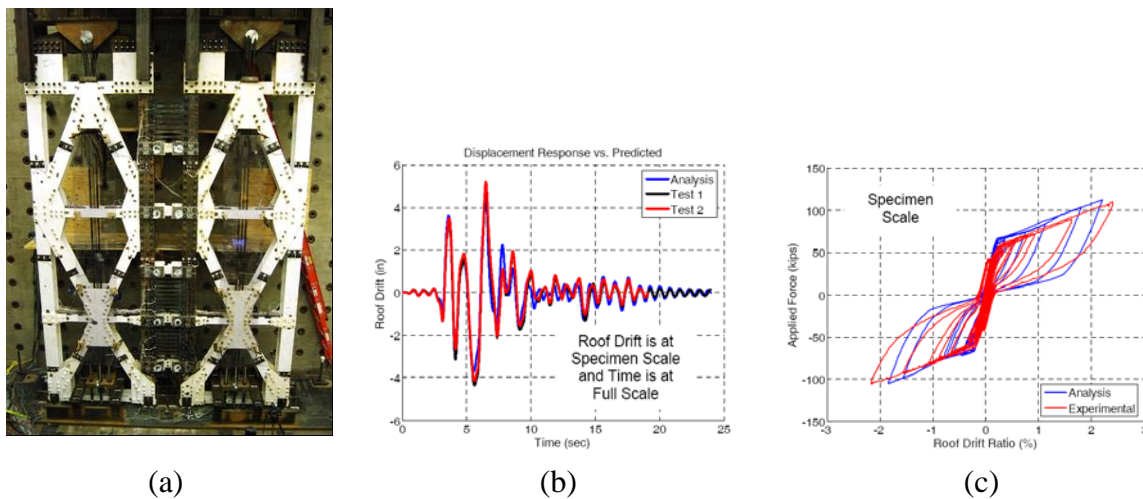 Displacement Response vs. Predicted
6
4
2
0
-2
-4
-6
Roof Drift (in)
Analysis
Test 1
Test 2
Roof Drift is at
Specimen Scale
and Time is at
Full Scale
0 5 10 15 20 25
Time (sec)
150
100
50
0
-50
-100
-150
Applied Force (kips)
Specimen
Scale
Analysis
Experimental
-3 -2 -1 0 1 2 3
Roof Drift Ratio (%)
(a) (b) (c)